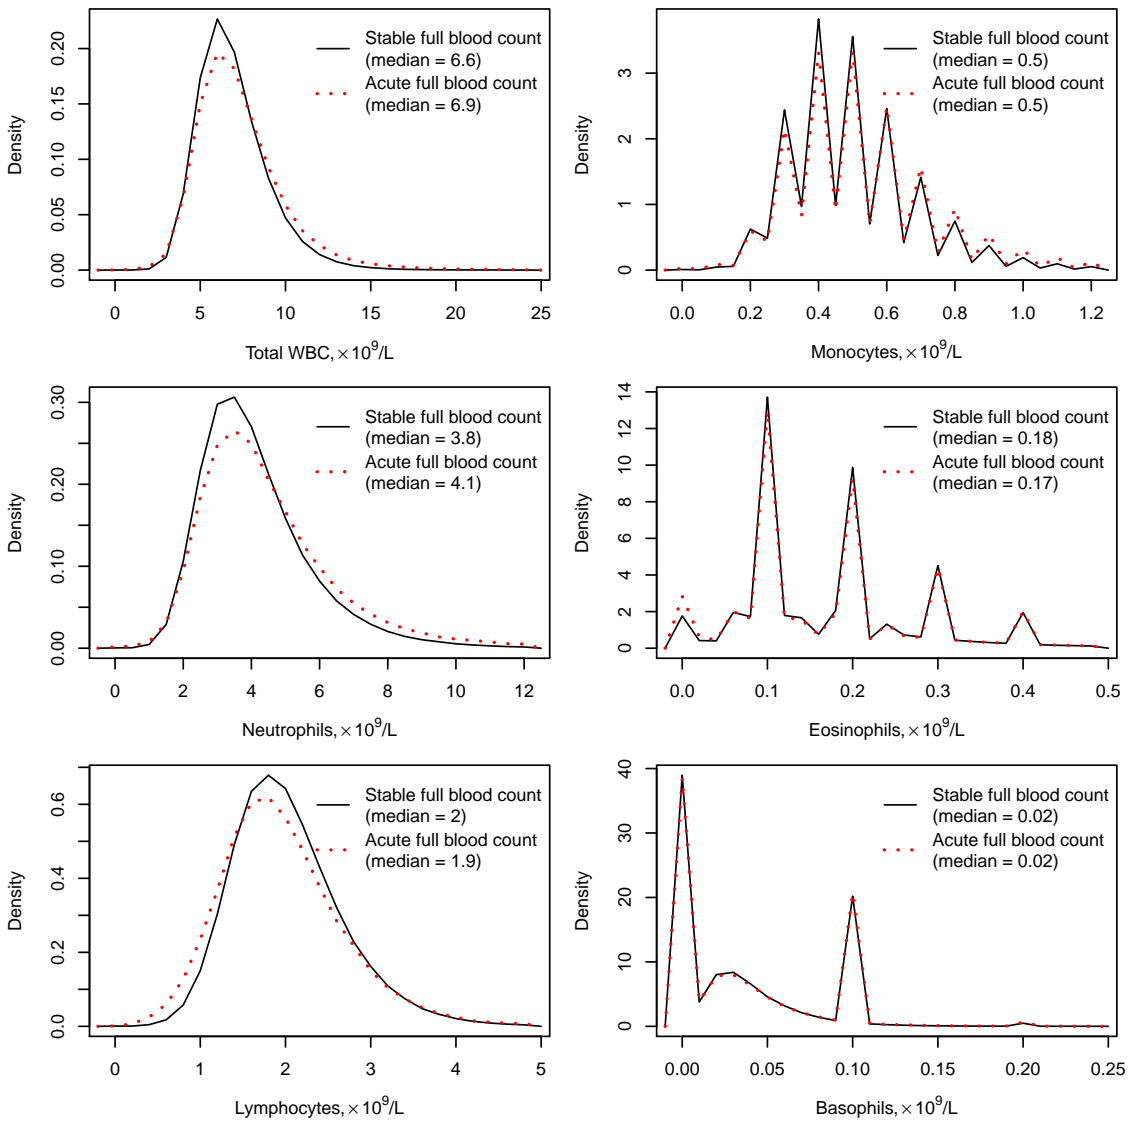 Density
0.00
0.05
0.10
0.15
0.20
0
5
10
15
20
25
Total WBC, ×10⁹/L
Stable full blood count
(median = 6.6)
Acute full blood count
(median = 6.9)
Density
0
1
2
3
0.0
0.2
0.4
0.6
0.8
1.0
1.2
Monocytes, ×10⁹/L
Stable full blood count
(median = 0.5)
Acute full blood count
(median = 0.5)
Density
0.00
0.10
0.20
0.30
0
2
4
6
8
10
12
Neutrophils, ×10⁹/L
Stable full blood count
(median = 3.8)
Acute full blood count
(median = 4.1)
Density
0
2
4
6
8
10
12
14
0.0
0.1
0.2
0.3
0.4
0.5
Eosinophils, ×10⁹/L
Stable full blood count
(median = 0.18)
Acute full blood count
(median = 0.17)
Density
0.0
0.2
0.4
0.6
0
1
2
3
4
5
Lymphocytes, ×10⁹/L
Stable full blood count
(median = 2)
Acute full blood count
(median = 1.9)
Density
0
10
20
30
40
0.00
0.05
0.10
0.15
0.20
0.25
Basophils, ×10⁹/L
Stable full blood count
(median = 0.02)
Acute full blood count
(median = 0.02)